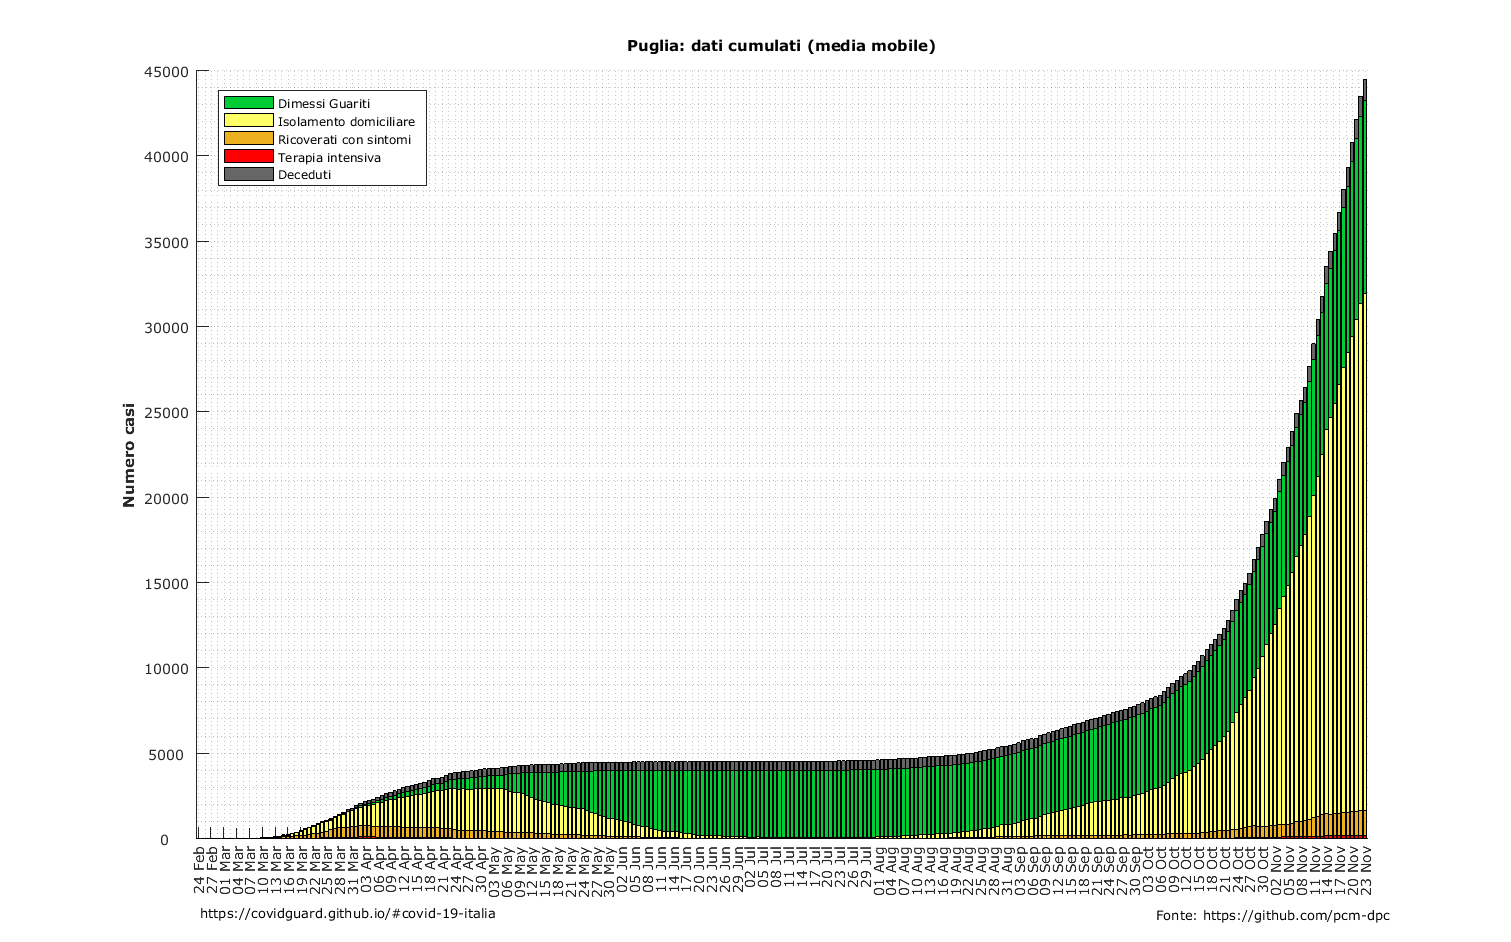 Puglia: dati cumulati (media mobile)
45000
40000
35000
30000
25000
20000
15000
10000
5000
0
Numero casi
Dimessi Guariti
Isolamento domiciliare
Ricoverati con sintomi
Terapia intensiva
Deceduti
24 Feb
27 Feb
01 Mar
04 Mar
07 Mar
10 Mar
13 Mar
16 Mar
19 Mar
22 Mar
25 Mar
28 Mar
31 Mar
03 Apr
06 Apr
09 Apr
12 Apr
15 Apr
18 Apr
21 Apr
24 Apr
27 Apr
30 Apr
03 May
06 May
09 May
12 May
15 May
18 May
21 May
24 May
27 May
30 May
02 Jun
05 Jun
08 Jun
11 Jun
14 Jun
17 Jun
20 Jun
23 Jun
26 Jun
29 Jun
02 Jul
05 Jul
08 Jul
11 Jul
14 Jul
17 Jul
20 Jul
23 Jul
26 Jul
29 Jul
01 Aug
04 Aug
07 Aug
10 Aug
13 Aug
16 Aug
19 Aug
22 Aug
25 Aug
28 Aug
31 Aug
03 Sep
06 Sep
09 Sep
12 Sep
15 Sep
18 Sep
21 Sep
24 Sep
27 Sep
30 Sep
03 Oct
06 Oct
09 Oct
12 Oct
15 Oct
18 Oct
21 Oct
24 Oct
27 Oct
30 Oct
02 Nov
05 Nov
08 Nov
11 Nov
14 Nov
17 Nov
20 Nov
23 Nov
https://covidguard.github.io/#covid-19-italia
Fonte: https://github.com/pcm-dpc